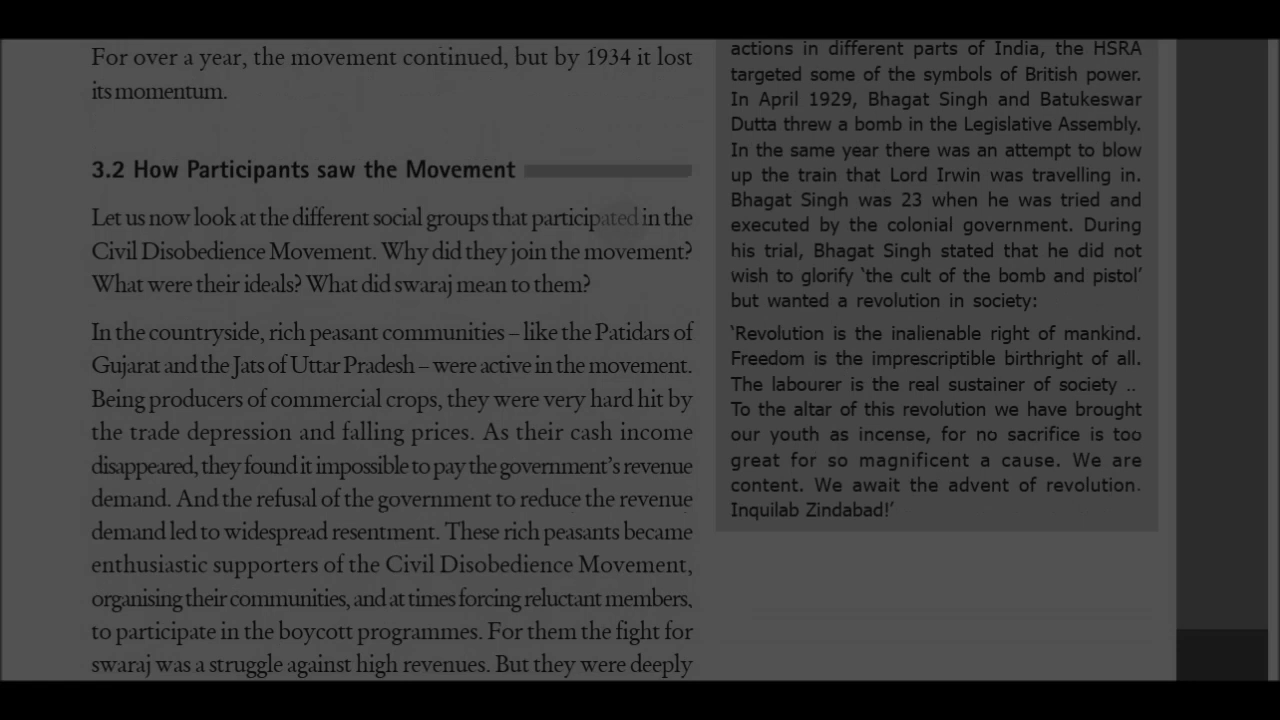 For over a year, the movement continued, but by 1934 it lost
its momentum.
3.2 How Participants saw the Movement
Let us now look at the different social groups that participated in the
Civil Disobedience Movement. Why did they join the movement?
What were their ideals? What did swaraj mean to them?
In the countryside, rich peasant communities – like the Patidars of
Gujarat and the Jats of Uttar Pradesh – were active in the movement.
Being producers of commercial crops, they were very hard hit by
the trade depression and falling prices. As their cash income
disappeared, they found it impossible to pay the government's revenue
demand. And the refusal of the government to reduce the revenue
demand led to widespread resentment. These rich peasants became
enthusiastic supporters of the Civil Disobedience Movement,
organising their communities, and at times forcing reluctant members,
to participate in the boycott programmes. For them the fight for
swaraj was a struggle against high revenues. But they were deeply
actions in different parts of India, the HSRA
targeted some of the symbols of British power.
In April 1929, Bhagat Singh and Batukeswar
Dutta threw a bomb in the Legislative Assembly.
In the same year there was an attempt to blow
up the train that Lord Irwin was travelling in.
Bhagat Singh was 23 when he was tried and
executed by the colonial government. During
his trial, Bhagat Singh stated that he did not
wish to glorify 'the cult of the bomb and pistol'
but wanted a revolution in society:
'Revolution is the inalienable right of mankind.
Freedom is the imprescriptible birthright of all.
The labourer is the real sustainer of society ..
To the altar of this revolution we have brought
our youth as incense, for no sacrifice is too
great for so magnificent a cause. We are
content. We await the advent of revolution.
Inquilab Zindabad!'